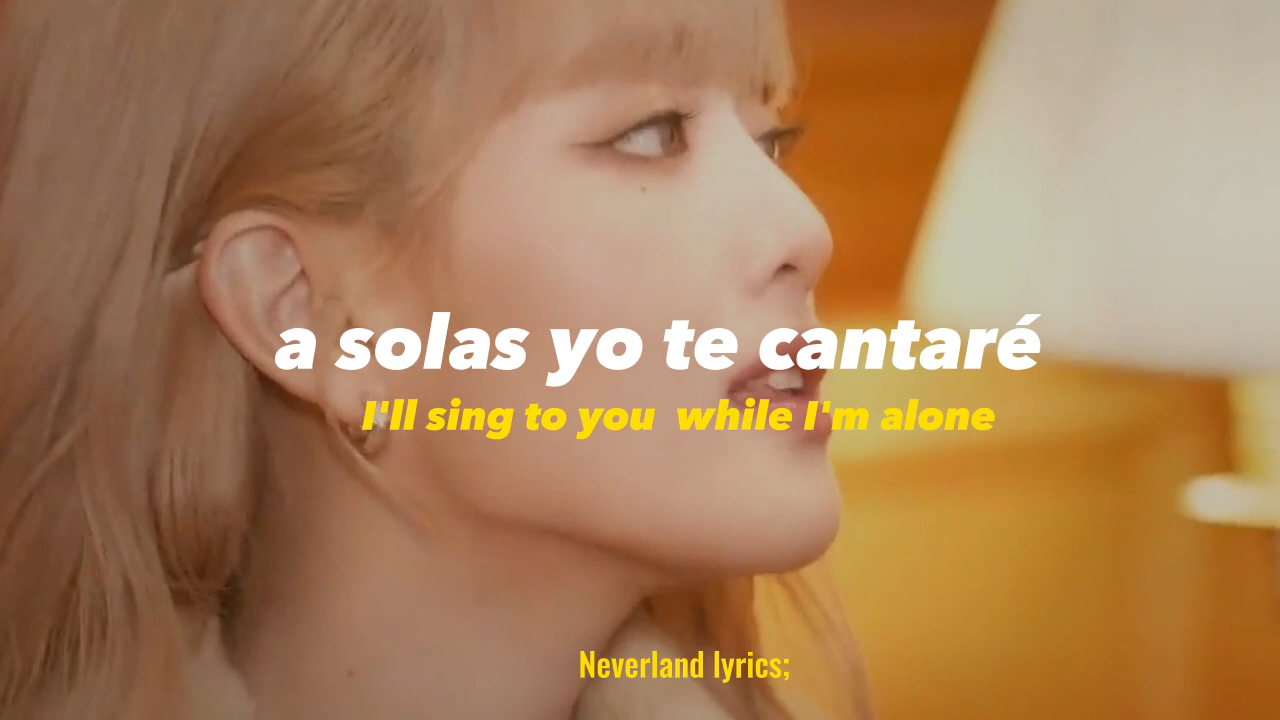 a solas yo te cantaré
I'll sing to you  while I'm alone
Neverland lyrics;